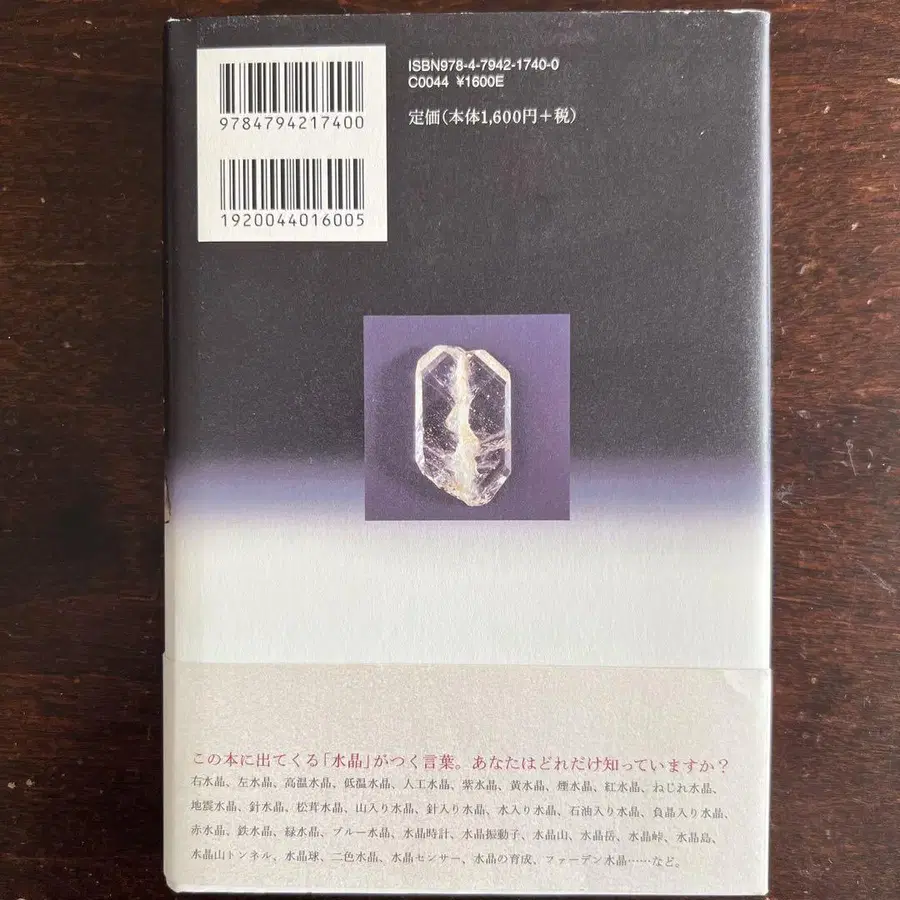 ISBN978-4-7942-1740-0
C0044 ¥1600E
定価(本体1,600円+税)
9784794217400
1920044016005
この本に出てくる「水晶」がつく言葉。あなたはどれだけ知っていますか?
右水晶、左水晶、高温水晶、低温水晶、人工水晶、紫水晶、黄水晶、煙水晶、紅水晶、ねじれ水晶、
地震水晶、針水晶、松茸水晶、山入り水晶、針入り水晶、水入り水晶、石油入り水晶、負晶入り水晶、
赤水晶、鉄水晶、緑水晶、ブルー水晶、水晶時計、水晶振動子、水晶山、水晶岳、水晶峠、水晶島、
水晶山トンネル、水晶球、二色水晶、水晶センサー、水晶の育成、ファーデン水晶……など。